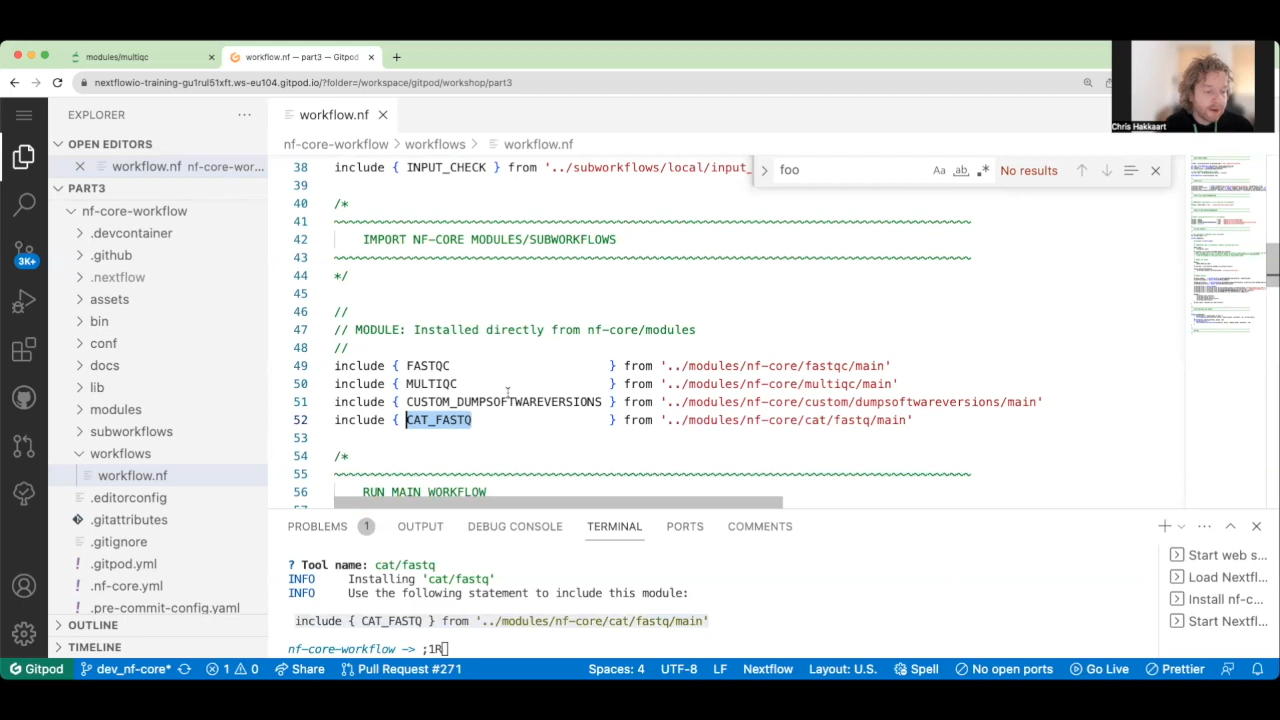 modules/multiqc
workflow.nf — part3 — Gitpod
nextflowio-training-gu1rul51xft.ws-eu104.gitpod.io/?folder=/workspace/gitpod/workshop/part3
Chris Hakkaart
EXPLORER
workflow.nf
OPEN EDITORS
nf-core-workflow > workflows > workflow.nf
workflow.nf nf-core-wor...
38 include { INPUT_CHECK } from '../subworkflows/local/input_
foo
Aa ab .* No results
PART3
39
nf-core-workflow
40 /*
.devcontainer
41 ~~~~~~~~~~~~~~~~~~~~~~~~~~~~~~~~~~~~~~~~~~~~~~~~~~~~~~~~~~~~~~~~~~~~~~~~~~~~~~~~
.github
42 IMPORT NF-CORE MODULES/SUBWORKFLOWS
nextflow
43 ~~~~~~~~~~~~~~~~~~~~~~~~~~~~~~~~~~~~~~~~~~~~~~~~~~~~~~~~~~~~~~~~~~~~~~~~~~~~~~~~
assets
44 */
bin
45
conf
46 //
docs
47 // MODULE: Installed directly from nf-core/modules
lib
48 //
modules
49 include { FASTQC } from '../modules/nf-core/fastqc/main'
subworkflows
50 include { MULTIQC } from '../modules/nf-core/multiqc/main'
workflows
51 include { CUSTOM_DUMPSOFTWAREVERSIONS } from '../modules/nf-core/custom/dumpsoftwareversions/main'
workflow.nf
52 include { CAT_FASTQ } from '../modules/nf-core/cat/fastq/main'
.editorconfig
53
.gitattributes
54 /*
.gitignore
55 ~~~~~~~~~~~~~~~~~~~~~~~~~~~~~~~~~~~~~~~~~~~~~~~~~~~~~~~~~~~~~~~~~~~~~~~~~~~~~~~~
.gitpod.yml
56 RUN MAIN WORKFLOW
.nf-core.yml
.pre-commit-config.yaml
OUTLINE
TIMELINE
3K+
PROBLEMS 1 OUTPUT DEBUG CONSOLE TERMINAL PORTS COMMENTS
? Tool name: cat/fastq
INFO Installing 'cat/fastq'
INFO Use the following statement to include this module:
include { CAT_FASTQ } from '../modules/nf-core/cat/fastq/main'
nf-core-workflow -> ;1R
Start web s...
Load Nextfl...
Install nf-c...
Start Nextfl...
Gitpod dev_nf-core* 1 0 Share Pull Request #271 Spaces: 4 UTF-8 LF Nextflow Layout: U.S. Spell No open ports Go Live Prettier